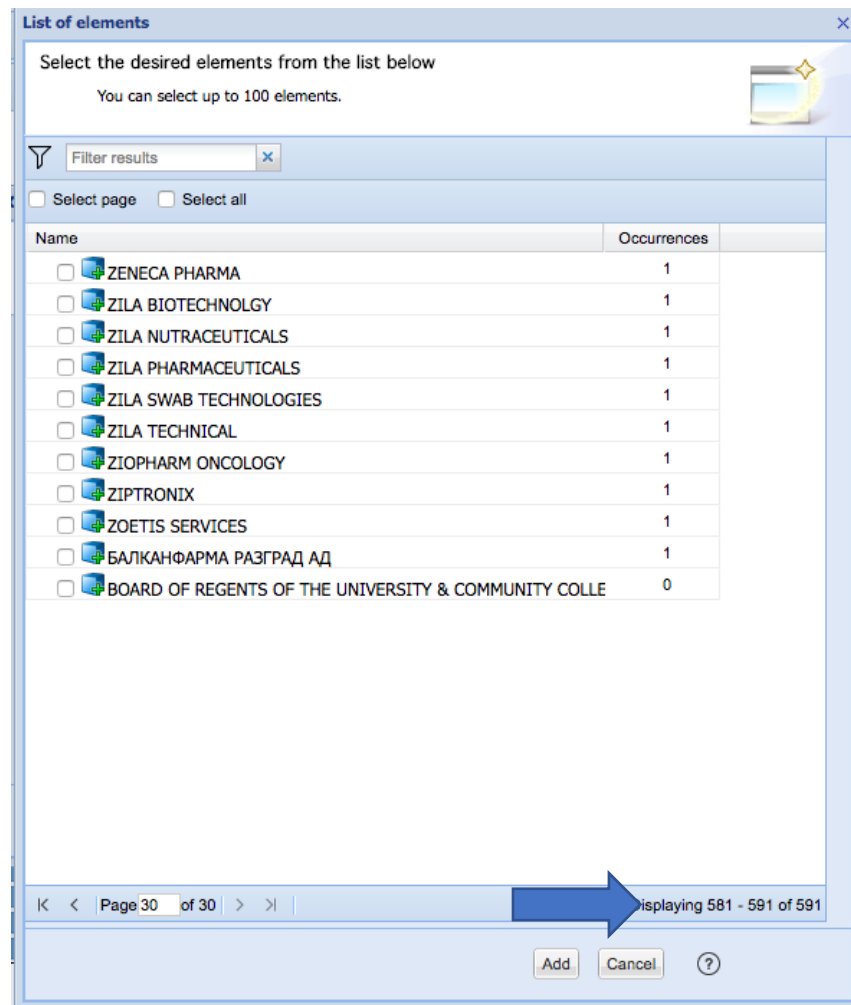 List of elements
Select the desired elements from the list below
You can select up to 100 elements.
Filter results
Select page Select all
Name Occurrences
ZENECA PHARMA 1
ZILA BIOTECHNOLGY 1
ZILA NUTRACEUTICALS 1
ZILA PHARMACEUTICALS 1
ZILA SWAB TECHNOLOGIES 1
ZILA TECHNICAL 1
ZIOPHARM ONCOLOGY 1
ZIPTRONIX 1
ZOETIS SERVICES 1
БАЛКАНФАРМА РАЗГРАД АД 1
BOARD OF REGENTS OF THE UNIVERSITY & COMMUNITY COLLE 0
Page 30 of 30 isplaying 581 - 591 of 591
Add Cancel ?